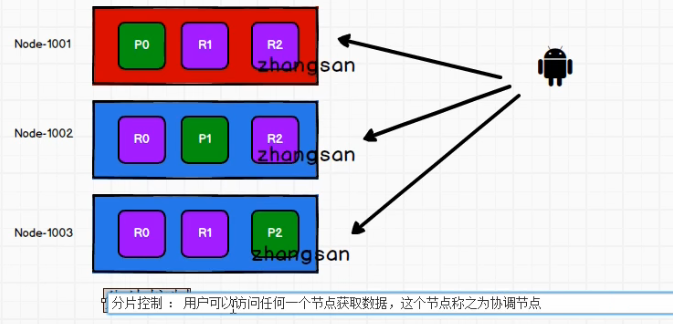 Node-1001
P0 R1 R2
zhangsan
Node-1002
R0 P1 R2
zhangsan
Node-1003
R0 R1 P2
zhangsan
分片控制 ： 用户可以访问任何一个节点获取数据，这个节点称之为协调节点